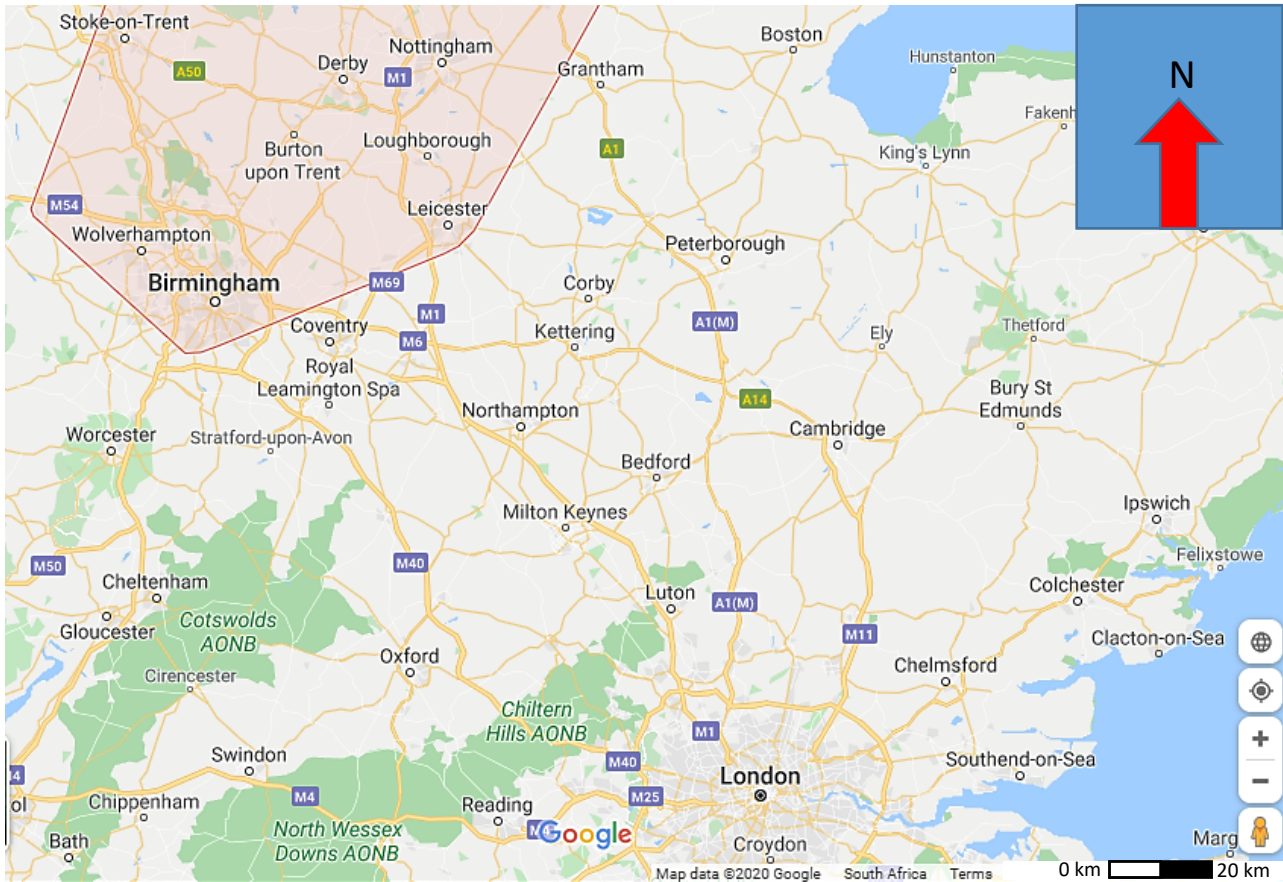 Stoke-on-Trent
Nottingham
Boston
Derby
M1
A50
Grantham
Hunstanton
N
Fakenh
Burton
upon Trent
Loughborough
A1
King's Lynn
M54
Leicester
Wolverhampton
Peterborough
Birmingham
M69
Corby
M1
Coventry
M6
Kettering
A1(M)
Ely
Thetford
Royal
Leamington Spa
Northampton
A14
Bury St
Edmunds
Worcester
Stratford-upon-Avon
Cambridge
Bedford
Milton Keynes
Ipswich
M50
M40
Felixstowe
Cheltenham
Luton
A1(M)
Colchester
Gloucester
Cotswolds
AONB
M11
Clacton-on-Sea
Oxford
Chelmsford
Cirencester
Chiltern
Hills AONB
M1
Swindon
M40
Southend-on-Sea
London
M4
M25
Chippenham
Reading
Google
North Wessex
Downs AONB
Bath
Croydon
Marg
Map data ©2020 Google South Africa Terms
0 km 20 km